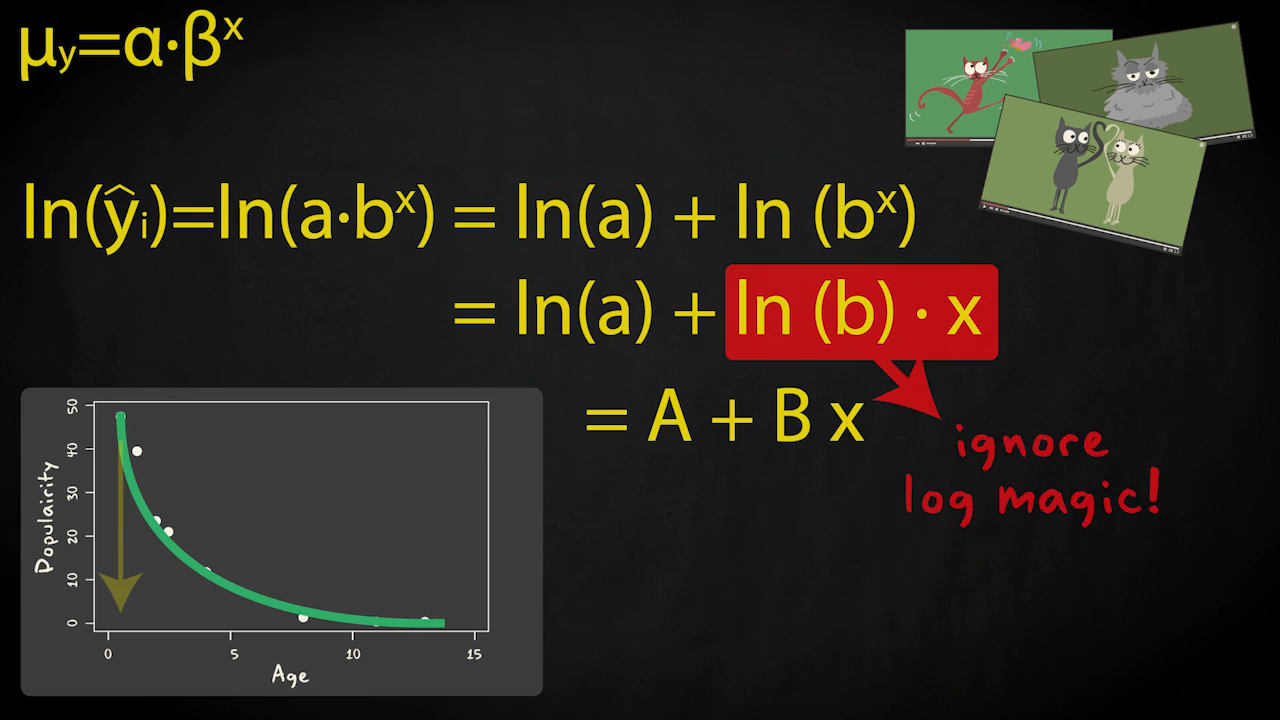 μy=α·βˣ
ln(ŷᵢ)=ln(a·bˣ) = ln(a) + ln (bˣ)
= ln(a) + ln (b) · x
= A + B x
ignore
log magic!
Populairity
50
40
30
20
10
0
0 5 10 15
Age